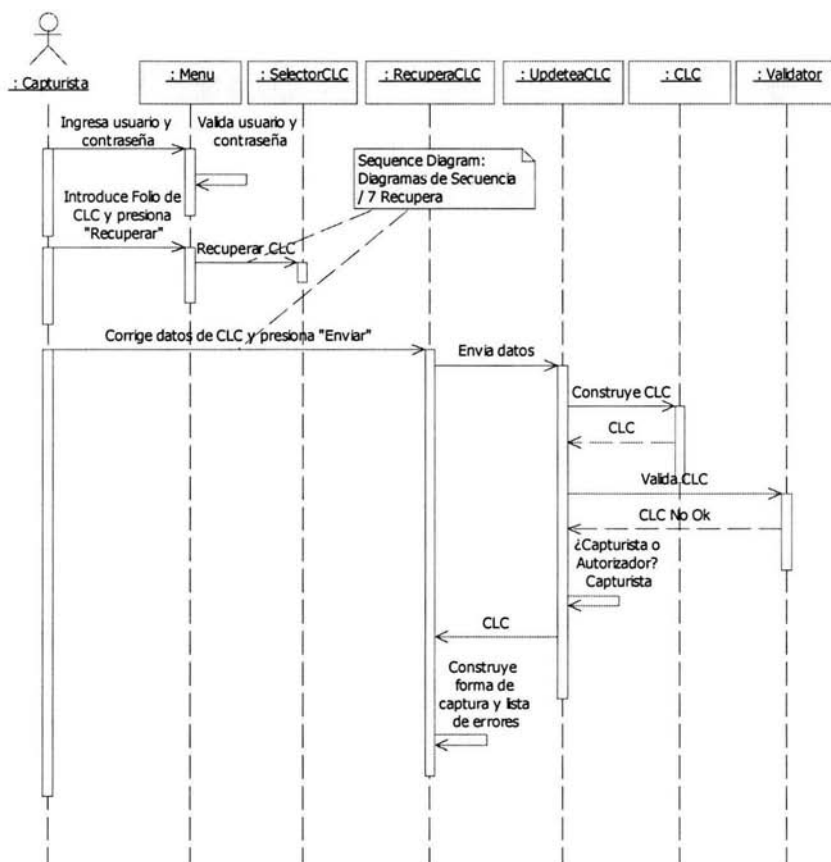 : Capturista
: Menu
: SelectorCLC
: RecuperaCLC
: UpdeteaCLC
: CLC
: Validator
Ingresa usuario y
contraseña
Valida usuario y
contraseña
Sequence Diagram:
Diagramas de Secuencia
/ 7 Recupera
Introduce Folio de
CLC y presiona
"Recuperar"
Recuperar CLC
Corrige datos de CLC y presiona "Enviar"
Envia datos
Construye CLC
CLC
Valida CLC
CLC No Ok
¿Capturista o
Autorizador?
Capturista
CLC
Construye
forma de
captura y lista
de errores